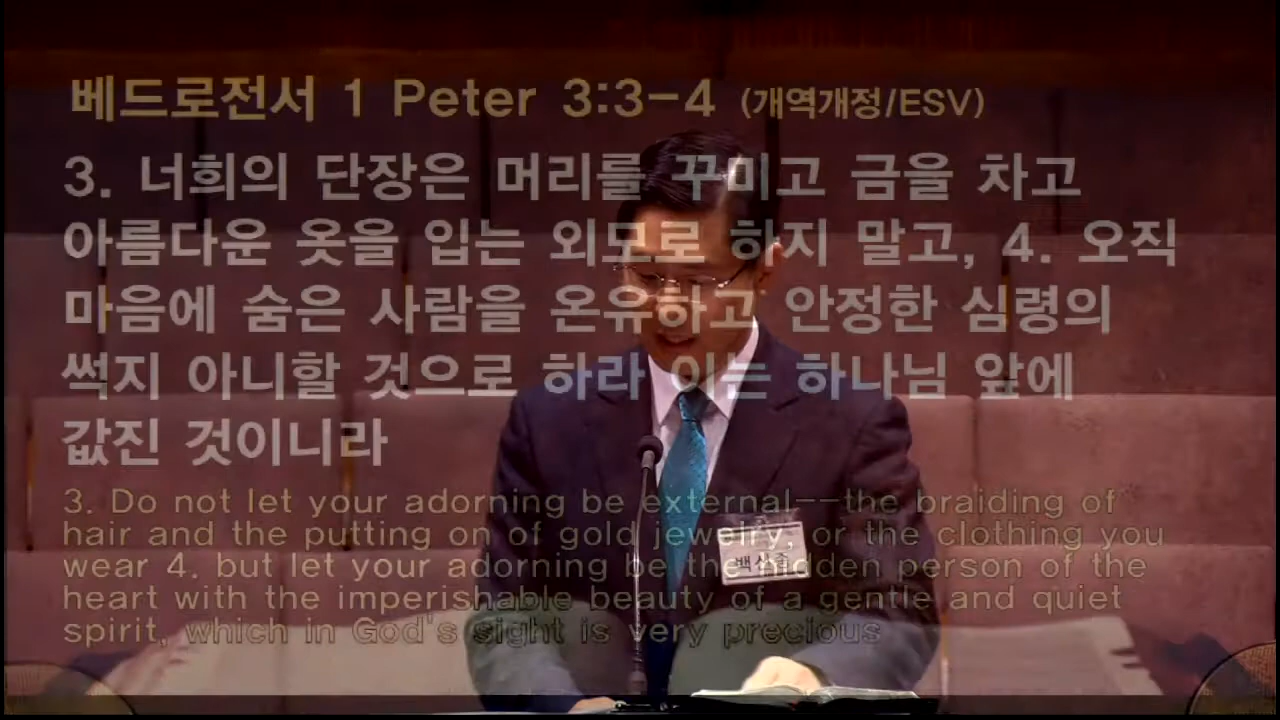 베드로전서 1 Peter 3:3-4 (개역개정/ESV)
3. 너희의 단장은 머리를 꾸미고 금을 차고
아름다운 옷을 입는 외모로 하지 말고, 4. 오직
마음에 숨은 사람을 온유하고 안정한 심령의
썩지 아니할 것으로 하라 이는 하나님 앞에
값진 것이니라
3. Do not let your adorning be external--the braiding of
hair and the putting on of gold jewelry, or the clothing you
wear 4. but let your adorning be the hidden person of the
heart with the imperishable beauty of a gentle and quiet
spirit, which in God's sight is very precious